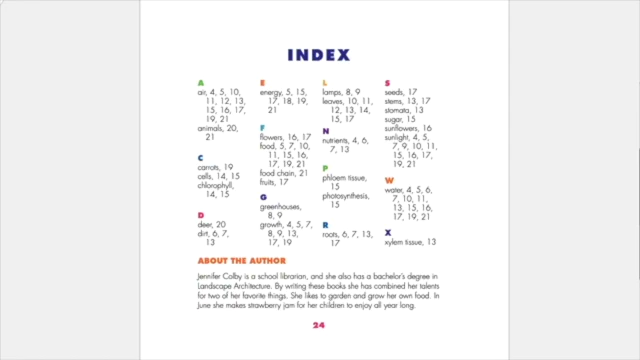 INDEX
A
air, 4, 5, 10,
11, 12, 13,
15, 16, 17,
19, 21
animals, 20,
21
C
carrots, 19
cells, 14, 15
chlorophyll,
14, 15
D
deer, 20
dirt, 6, 7,
13
E
energy, 5, 15,
17, 18, 19,
21
F
flowers, 16, 17
food, 5, 7, 10,
11, 15, 16,
17, 19, 21
food chain, 21
fruits, 17
G
greenhouses,
8, 9
growth, 4, 5, 7,
8, 9, 13,
17, 19
L
lamps, 8, 9
leaves, 10, 11,
12, 13, 14,
15, 17
N
nutrients, 4, 6,
7, 13
P
phloem tissue,
15
photosynthesis,
15
R
roots, 6, 7, 13,
17
S
seeds, 17
stems, 13, 17
stomata, 13
sugar, 15
sunflowers, 16
sunlight, 4, 5,
7, 9, 10, 11,
15, 16, 17,
19, 21
W
water, 4, 5, 6,
7, 10, 11,
13, 15, 16,
17, 19, 21
X
xylem tissue, 13
ABOUT THE AUTHOR
Jennifer Colby is a school librarian, and she also has a bachelor's degree in
Landscape Architecture. By writing these books she has combined her talents
for two of her favorite things. She likes to garden and grow her own food. In
June she makes strawberry jam for her children to enjoy all year long.
24